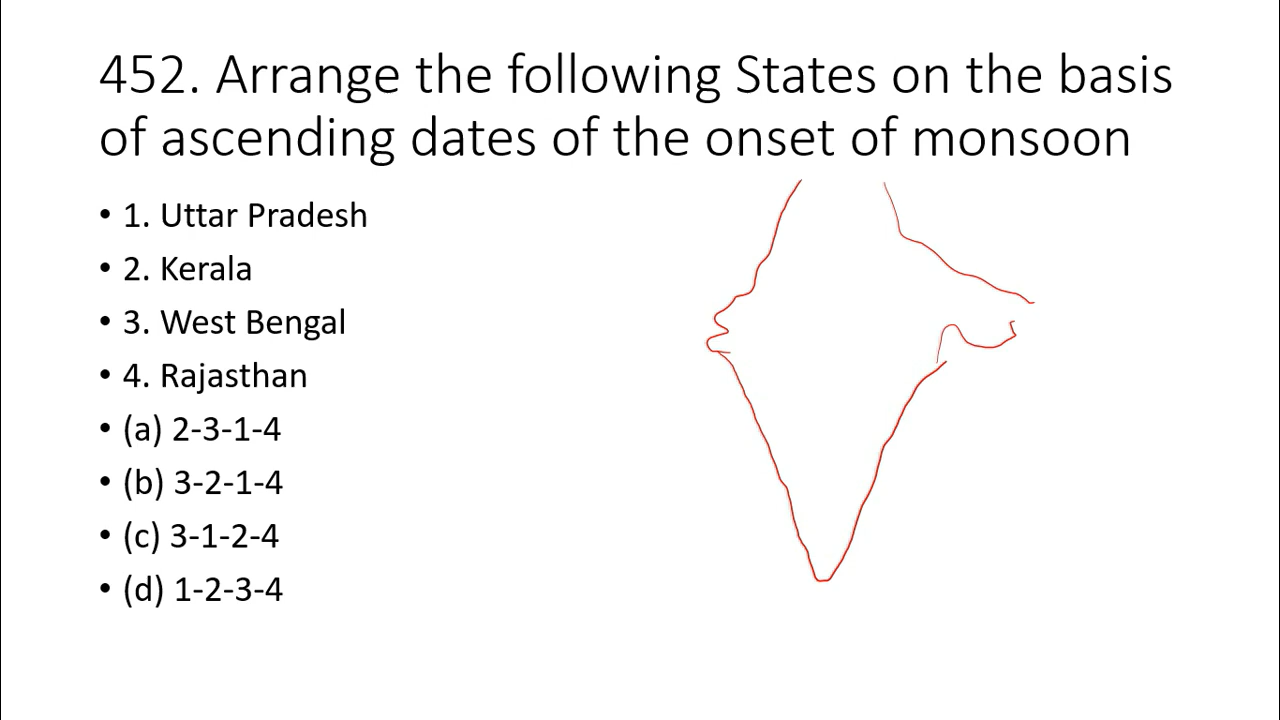 452. Arrange the following States on the basis
of ascending dates of the onset of monsoon
• 1. Uttar Pradesh
• 2. Kerala
• 3. West Bengal
• 4. Rajasthan
• (a) 2-3-1-4
• (b) 3-2-1-4
• (c) 3-1-2-4
• (d) 1-2-3-4